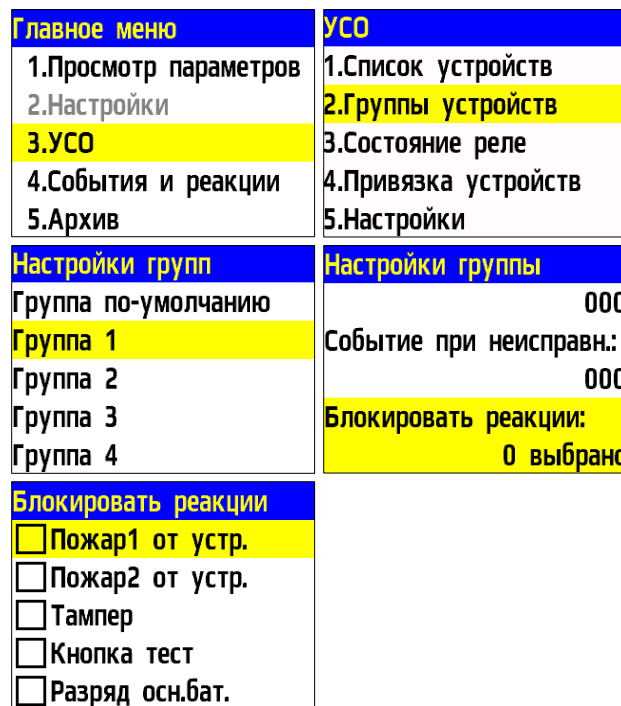 Главное меню
1.Просмотр параметров
2.Настройки
3.УСО
4.События и реакции
5.Архив
УСО
1.Список устройств
2.Группы устройств
3.Состояние реле
4.Привязка устройств
5.Настройки
Настройки групп
Группа по-умолчанию
Группа 1
Группа 2
Группа 3
Группа 4
Настройки группы
000
Событие при неисправн.:
000
Блокировать реакции:
0 выбрано
Блокировать реакции
Пожар1 от устр.
Пожар2 от устр.
Тампер
Кнопка тест
Разряд осн.бат.